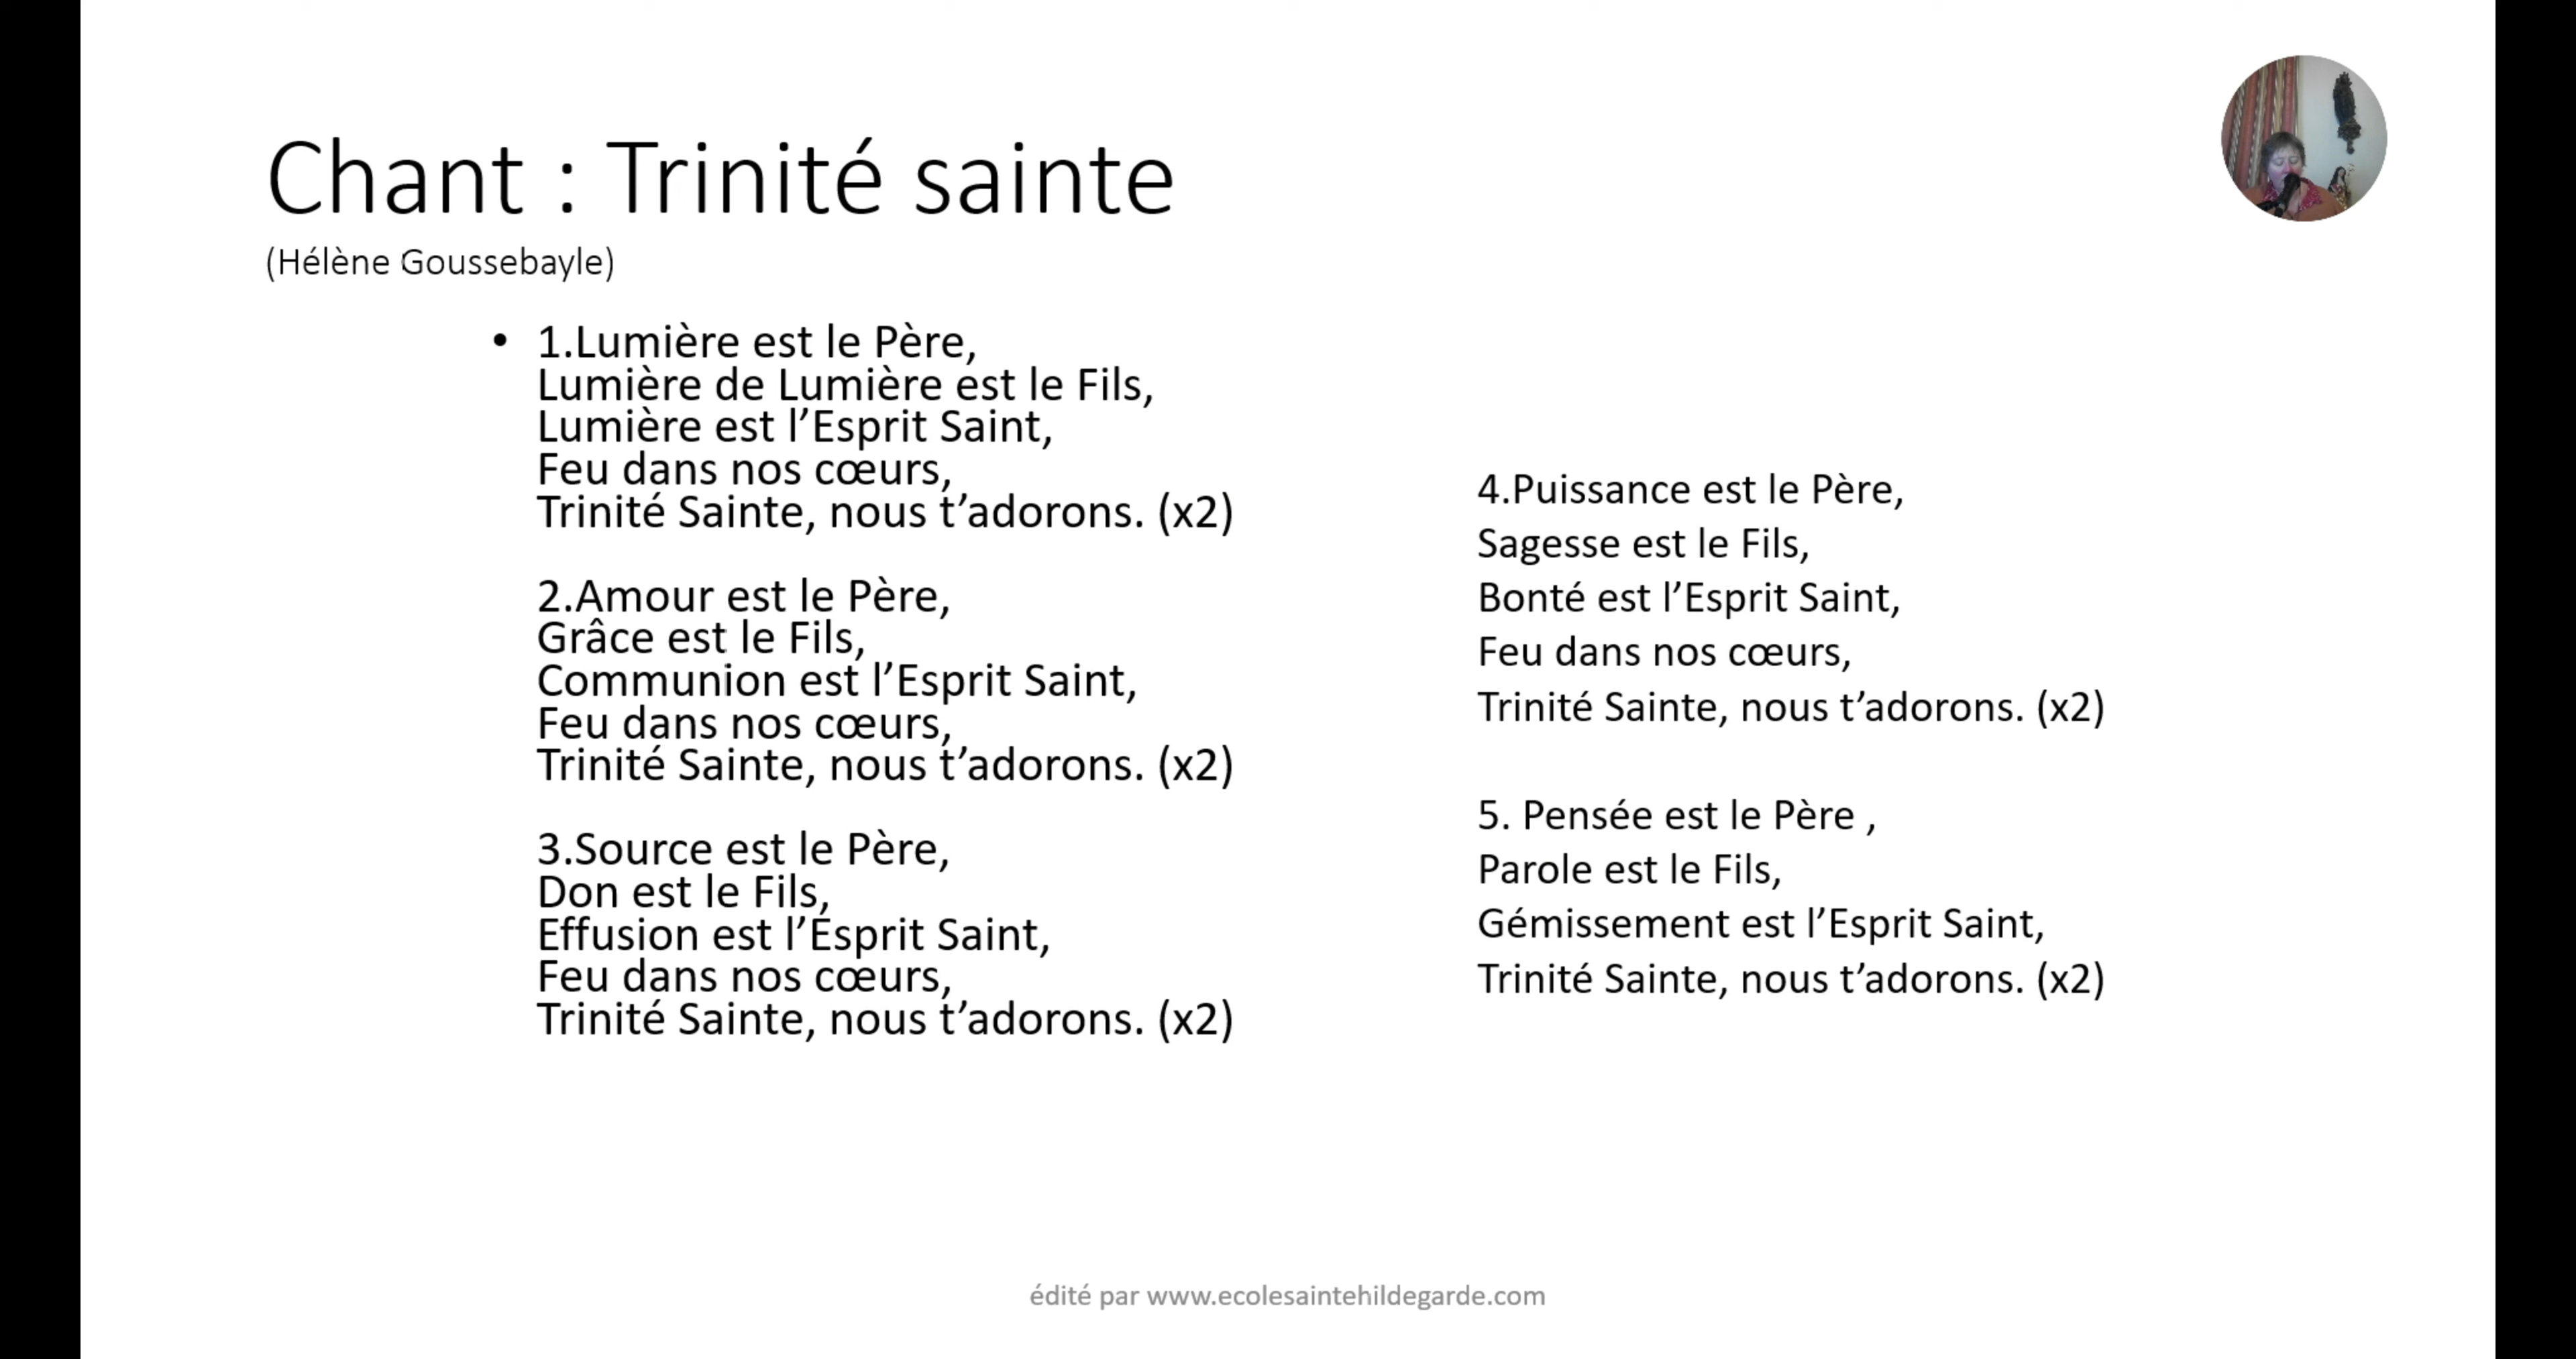 Chant : Trinité sainte
(Hélène Goussebayle)
• 1.Lumière est le Père,
Lumière de Lumière est le Fils,
Lumière est l’Esprit Saint,
Feu dans nos cœurs,
Trinité Sainte, nous t’adorons. (x2)
2.Amour est le Père,
Grâce est le Fils,
Communion est l’Esprit Saint,
Feu dans nos cœurs,
Trinité Sainte, nous t’adorons. (x2)
3.Source est le Père,
Don est le Fils,
Effusion est l’Esprit Saint,
Feu dans nos cœurs,
Trinité Sainte, nous t’adorons. (x2)
4.Puissance est le Père,
Sagesse est le Fils,
Bonté est l’Esprit Saint,
Feu dans nos cœurs,
Trinité Sainte, nous t’adorons. (x2)
5. Pensée est le Père ,
Parole est le Fils,
Gémissement est l’Esprit Saint,
Trinité Sainte, nous t’adorons. (x2)
édité par www.ecolesaintehildegarde.com